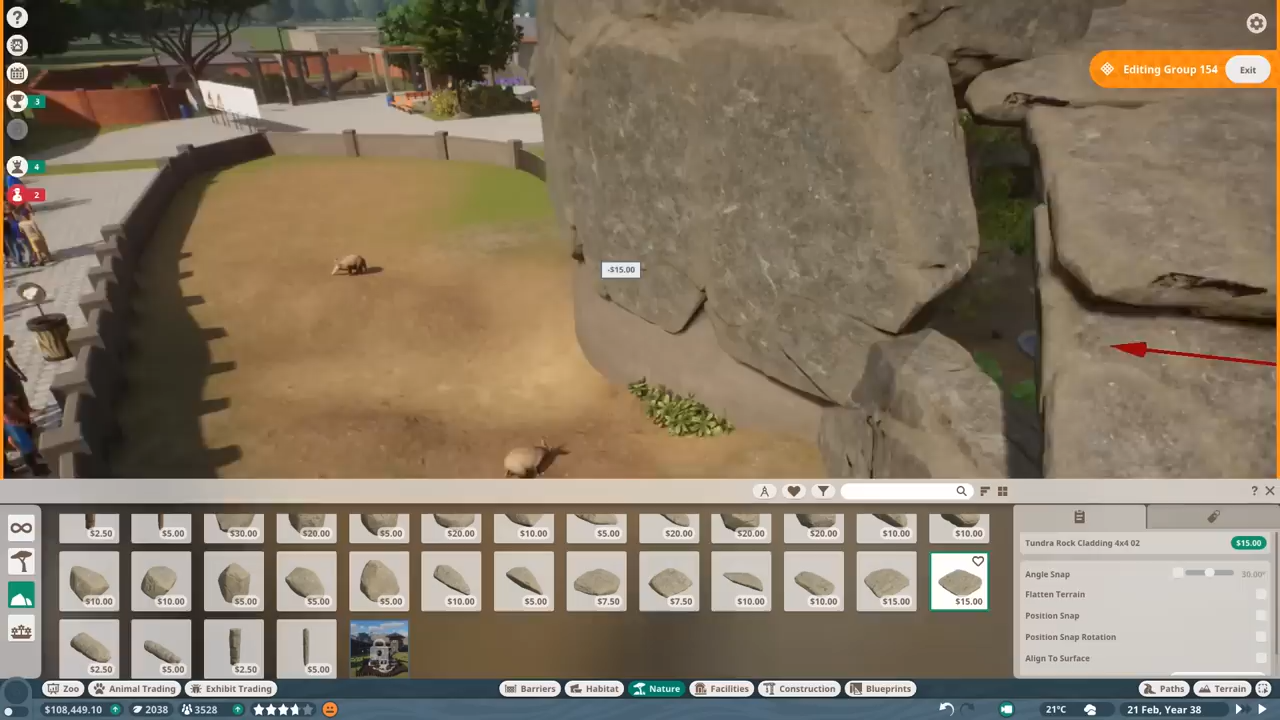 ?
Editing Group 154 Exit
3
4
2
-$15.00
? ×
$2.50 $5.00 $30.00 $20.00 $5.00 $20.00 $10.00 $5.00 $20.00 $20.00 $20.00 $10.00 $10.00
Tundra Rock Cladding 4x4 02 $15.00
Angle Snap 30.00°
$10.00 $10.00 $5.00 $5.00 $5.00 $10.00 $5.00 $7.50 $7.50 $10.00 $10.00 $15.00 $15.00
Flatten Terrain
Position Snap
Position Snap Rotation
Align To Surface
$2.50 $5.00 $2.50 $5.00
Zoo Animal Trading Exhibit Trading Barriers Habitat Nature Facilities Construction Blueprints Paths Terrain
$108,449.10 2038 3528 21°C 21 Feb, Year 38